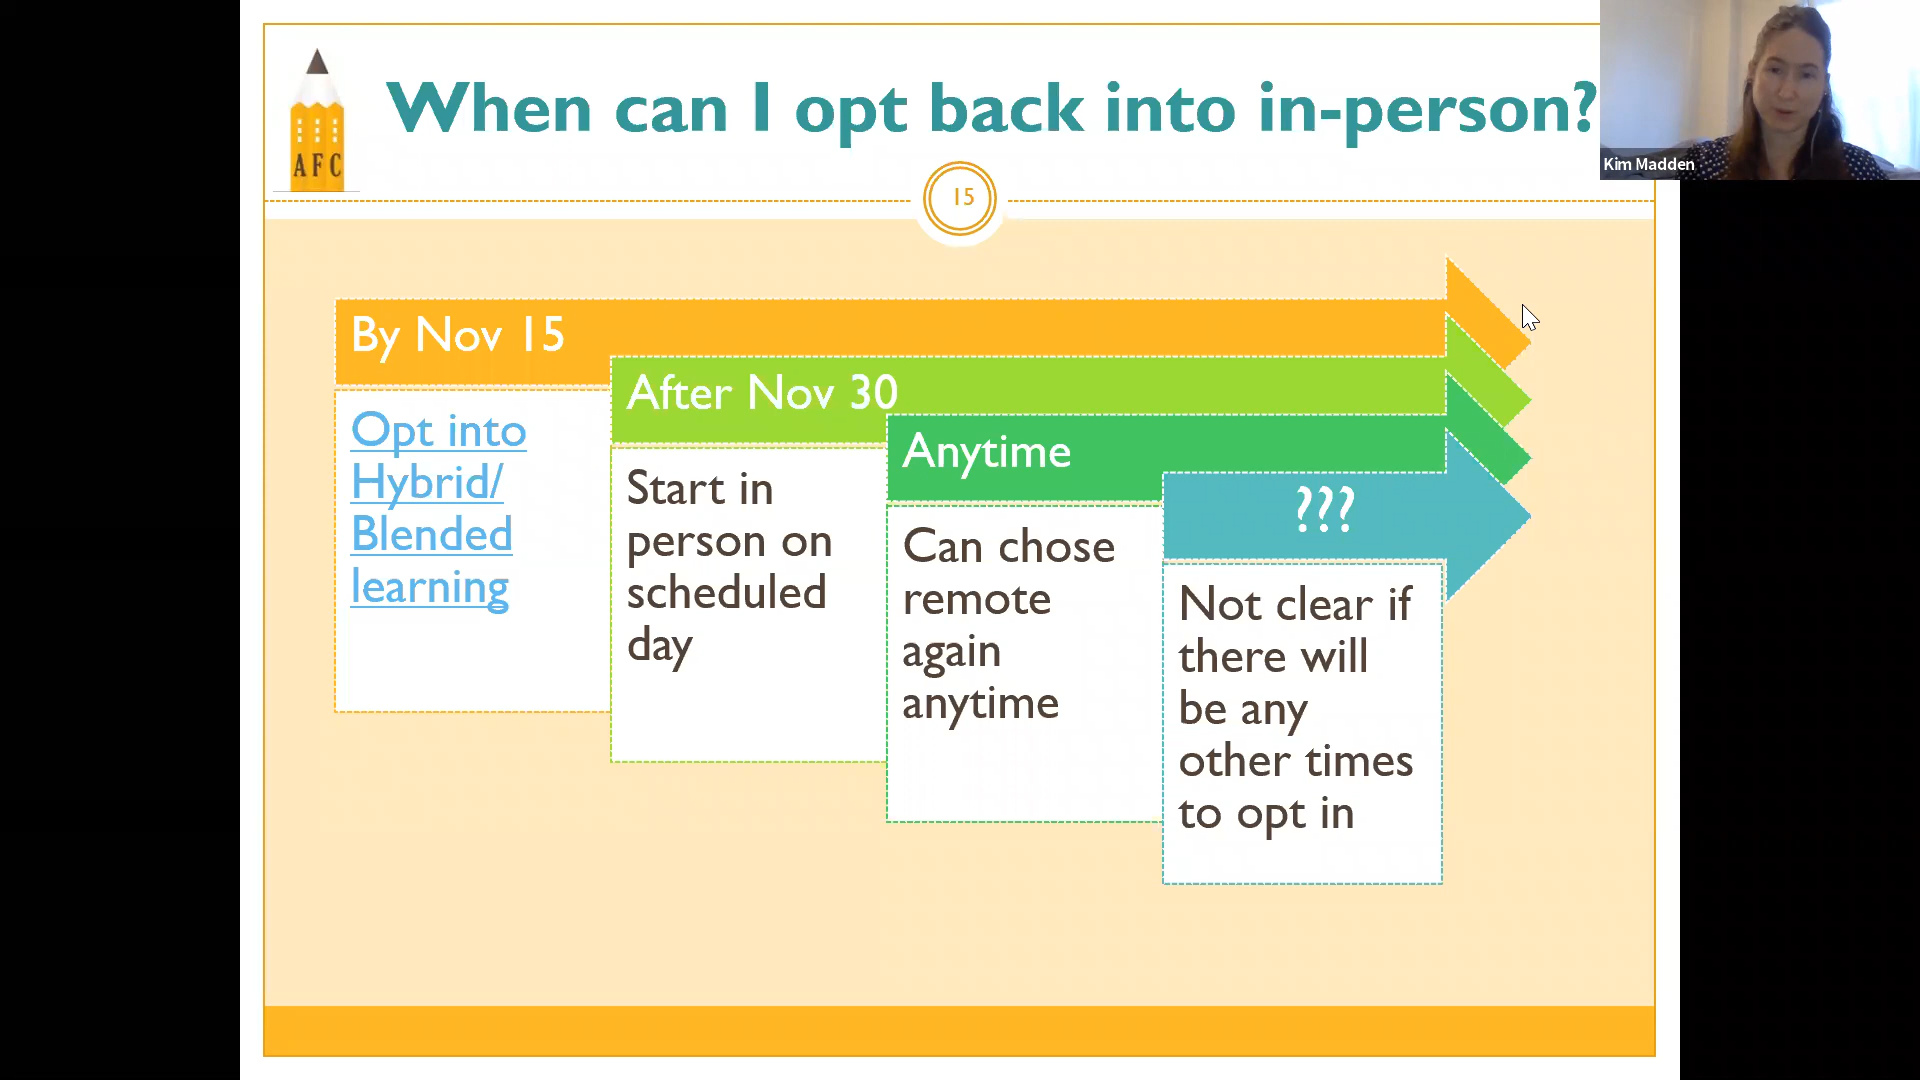 AFC
When can I opt back into in-person?
Kim Madden
15
By Nov 15
Opt into
Hybrid/
Blended
learning
After Nov 30
Start in
person on
scheduled
day
Anytime
Can chose
remote
again
anytime
???
Not clear if
there will
be any
other times
to opt in